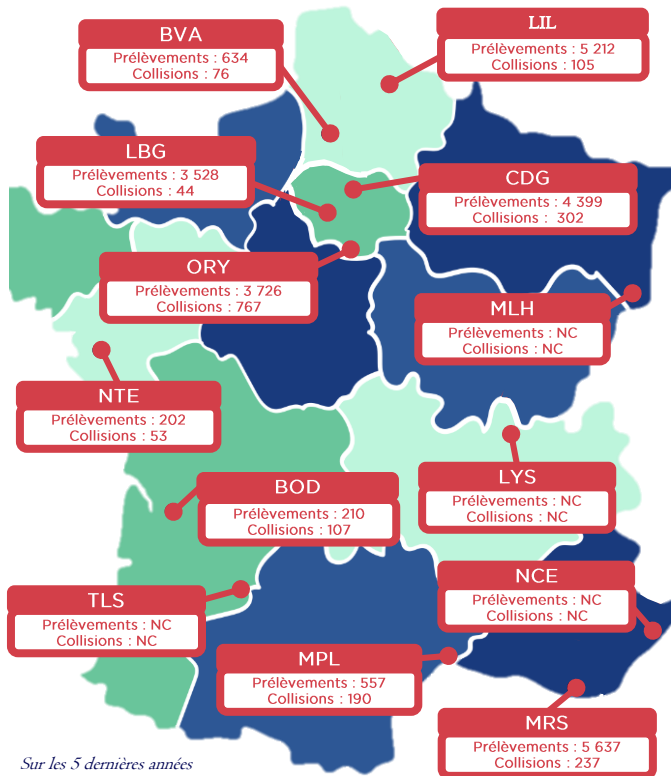 BVA
Prélèvements : 634
Collisions : 76
LIL
Prélèvements : 5 212
Collisions : 105
LBG
Prélèvements : 3 528
Collisions : 44
CDG
Prélèvements : 4 399
Collisions : 302
ORY
Prélèvements : 3 726
Collisions : 767
MLH
Prélèvements : NC
Collisions : NC
NTE
Prélèvements : 202
Collisions : 53
BOD
Prélèvements : 210
Collisions : 107
LYS
Prélèvements : NC
Collisions : NC
NCE
Prélèvements : NC
Collisions : NC
TLS
Prélèvements : NC
Collisions : NC
MPL
Prélèvements : 557
Collisions : 190
MRS
Prélèvements : 5 637
Collisions : 237
Sur les 5 dernières années